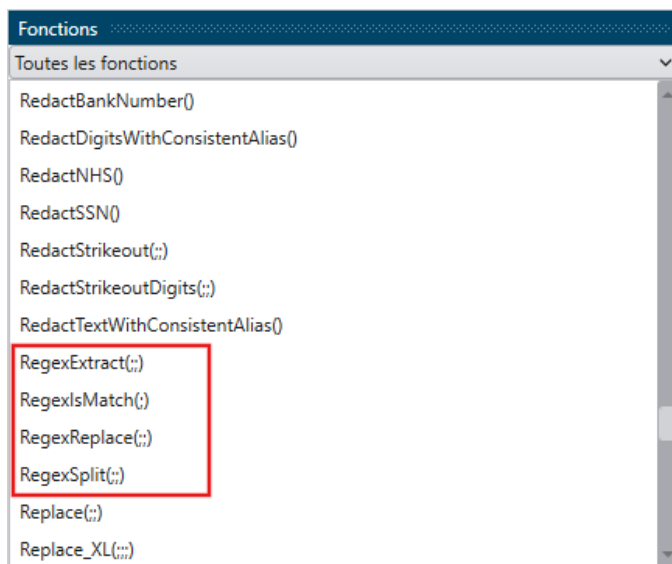 Fonctions
Toutes les fonctions
RedactBankNumber()
RedactDigitsWithConsistentAlias()
RedactNHS()
RedactSSN()
RedactStrikeout(;;)
RedactStrikeoutDigits(;;)
RedactTextWithConsistentAlias()
RegexExtract(;;)
RegexIsMatch(;)
RegexReplace(;;)
RegexSplit(;;)
Replace(;;)
Replace_XL(;;;)